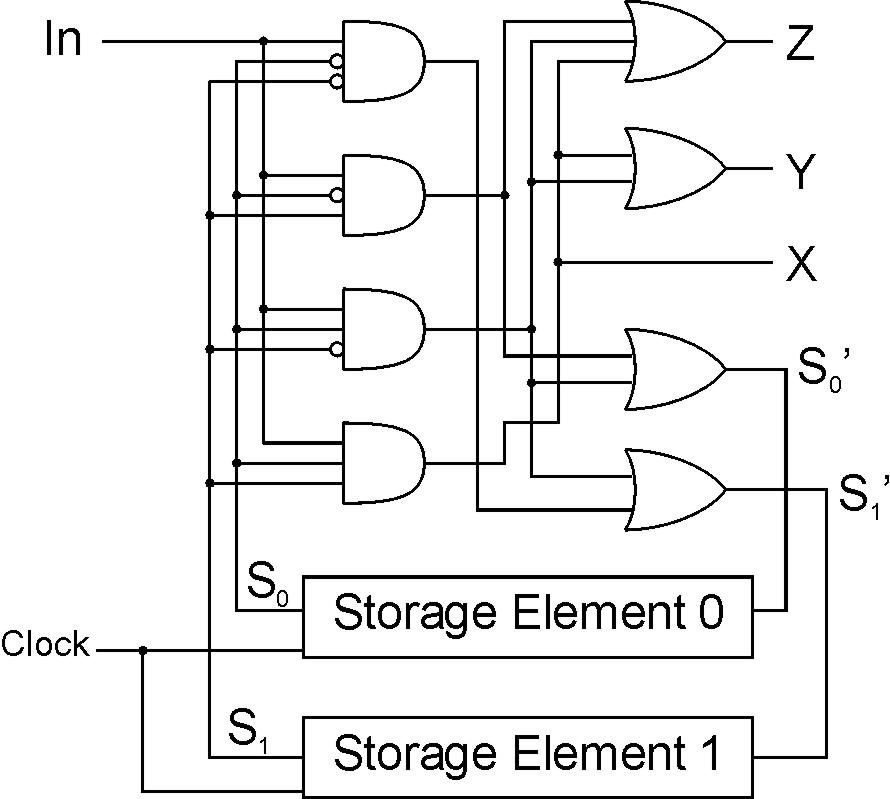 In
Z
Y
X
S₀’
S₁’
S₀
Storage Element 0
Clock
S₁
Storage Element 1